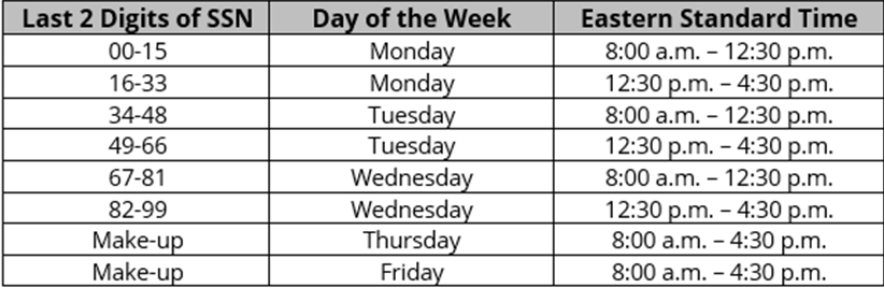 Last 2 Digits of SSN Day of the Week Eastern Standard Time
00-15 Monday 8:00 a.m. – 12:30 p.m.
16-33 Monday 12:30 p.m. – 4:30 p.m.
34-48 Tuesday 8:00 a.m. – 12:30 p.m.
49-66 Tuesday 12:30 p.m. – 4:30 p.m.
67-81 Wednesday 8:00 a.m. – 12:30 p.m.
82-99 Wednesday 12:30 p.m. – 4:30 p.m.
Make-up Thursday 8:00 a.m. – 4:30 p.m.
Make-up Friday 8:00 a.m. – 4:30 p.m.